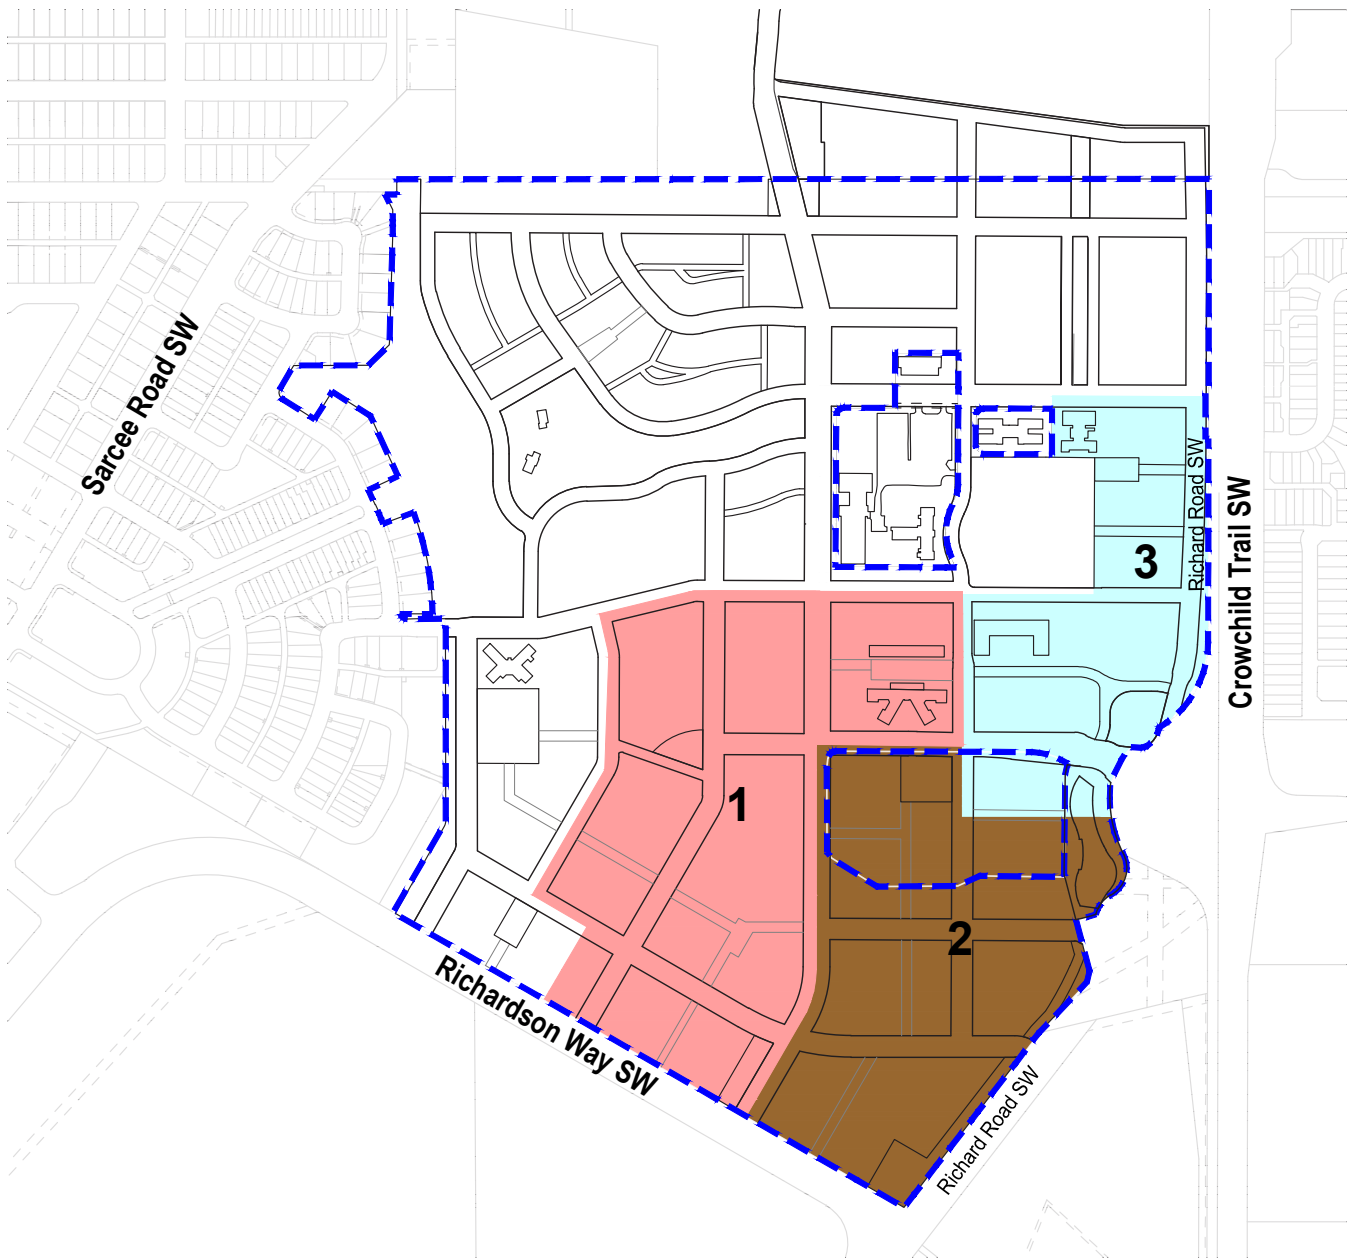 Sarcee Road SW
Richard Road SW
Crowchild Trail SW
3
1
2
Richardson Way SW
Richard Road SW